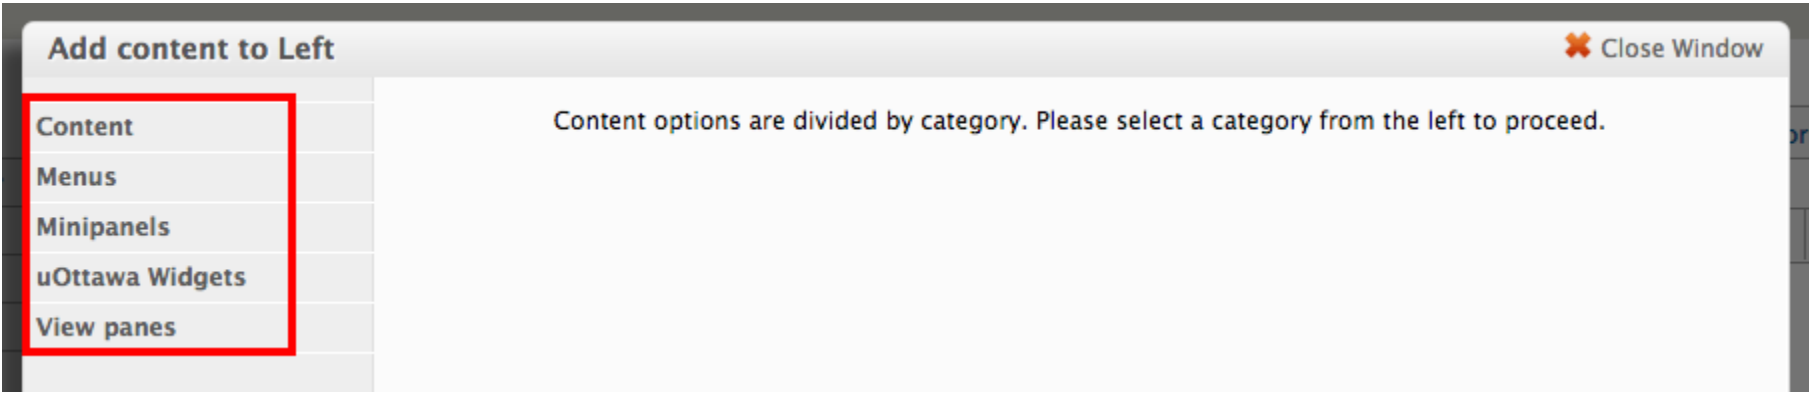 Add content to Left
Close Window
Content
Content options are divided by category. Please select a category from the left to proceed.
Menus
Minipanels
uOttawa Widgets
View panes